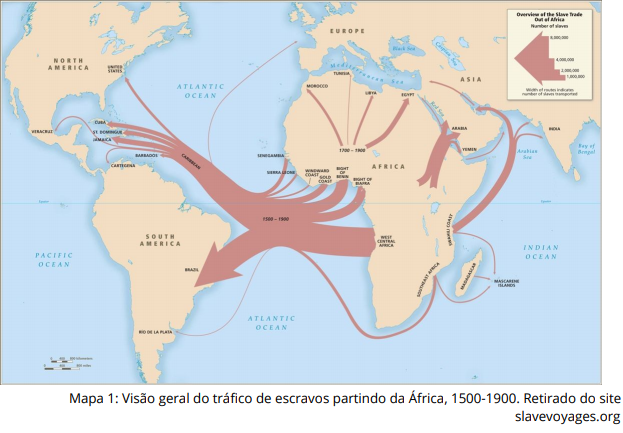 Overview of the Slave Trade
Out of Africa
Number of slaves
8,000,000
4,000,000
2,000,000
1,000,000
Width of routes indicates
number of slaves transported
EUROPE
Black Sea
Caspian Sea
NORTH
AMERICA
UNITED
STATES
ATLANTIC
OCEAN
Mediterranean Sea
TUNISIA
MOROCCO
LIBYA
EGYPT
ASIA
Red Sea
CUBA
VERACRUZ
ST. DOMINGUE
JAMAICA
BARBADOS
CARIBBEAN
CARTAGENA
1700 – 1900
ARABIA
YEMEN
INDIA
Arabian
Sea
Bay of
Bengal
SENEGAMBIA
SIERRA LEONE
WINDWARD
COAST
GOLD
COAST
BIGHT
OF
BENIN
BIGHT OF
BIAFRA
AFRICA
1500 – 1900
WEST
CENTRAL
AFRICA
SWAHILI COAST
SOUTH
AMERICA
BRAZIL
PACIFIC
OCEAN
INDIAN
OCEAN
SOUTHEAST AFRICA
MADAGASCAR
MASCARENE
ISLANDS
ATLANTIC
OCEAN
RIO DE LA PLATA
Mapa 1: Visão geral do tráfico de escravos partindo da África, 1500-1900. Retirado do site
slavevoyages.org